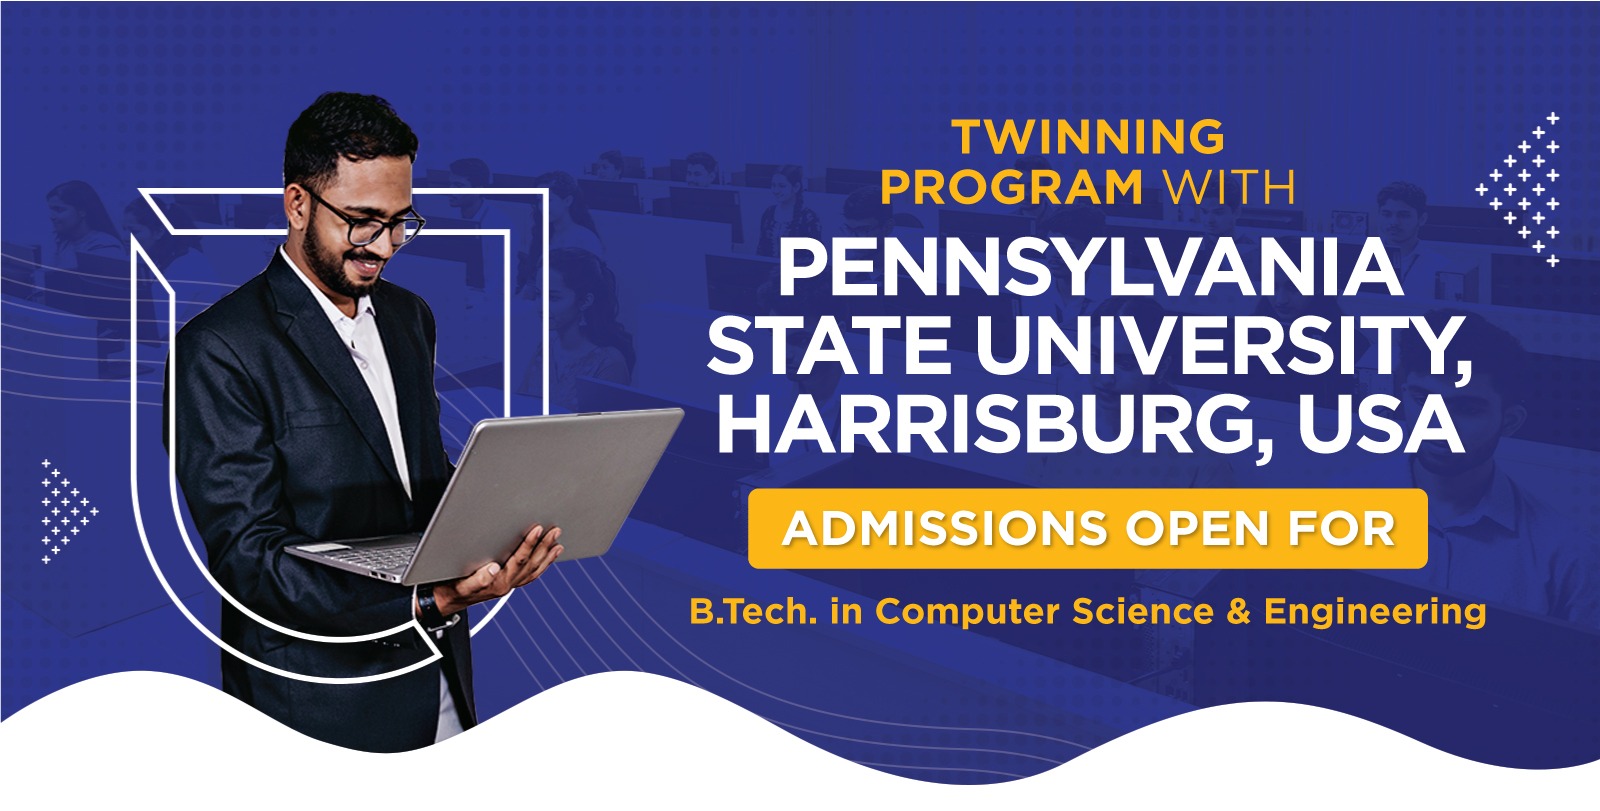 TWINNING
PROGRAM WITH
PENNSYLVANIA
STATE UNIVERSITY,
HARRISBURG, USA
ADMISSIONS OPEN FOR
B.Tech. in Computer Science & Engineering